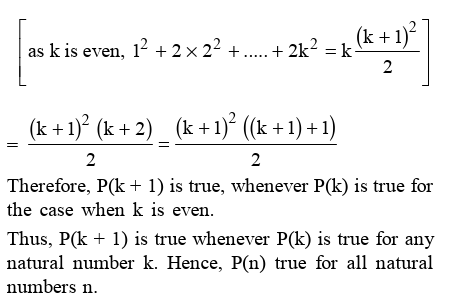 [as k is even, 1² + 2 × 2² + ..... + 2k² = k (k + 1)² / 2]
= (k + 1)² (k + 2) / 2 = (k + 1)² ((k + 1) + 1) / 2
Therefore, P(k + 1) is true, whenever P(k) is true for
the case when k is even.
Thus, P(k + 1) is true whenever P(k) is true for any
natural number k. Hence, P(n) true for all natural
numbers n.